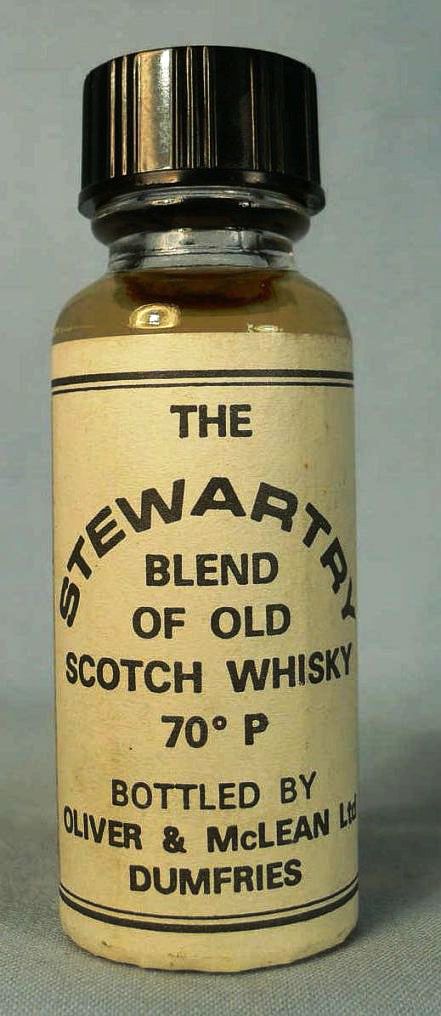 THE
STEWARTRY
BLEND
OF OLD
SCOTCH WHISKY
70° P
BOTTLED BY
OLIVER & McLEAN Ltd
DUMFRIES